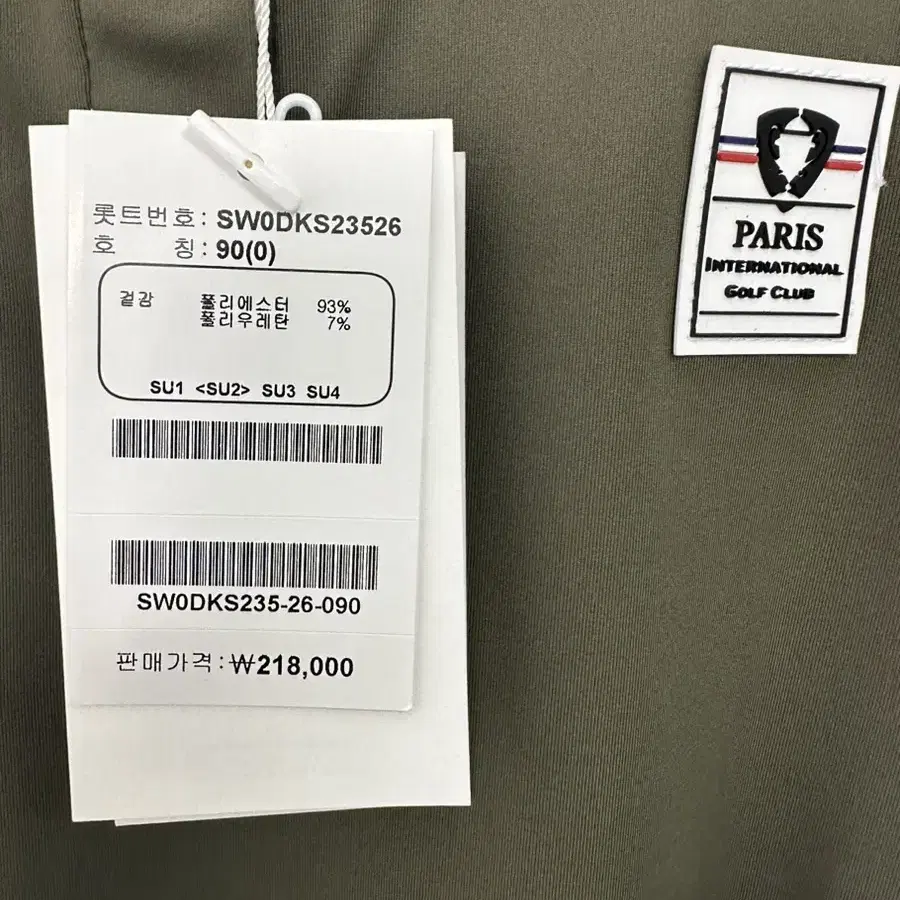 롯트번호: SW0DKS23526
호 칭: 90(0)
겉감 폴리에스터 93%
폴리우레탄 7%
SU1 <SU2> SU3 SU4
SW0DKS235-26-090
판매가격: ₩218,000
PARIS
INTERNATIONAL
GOLF CLUB